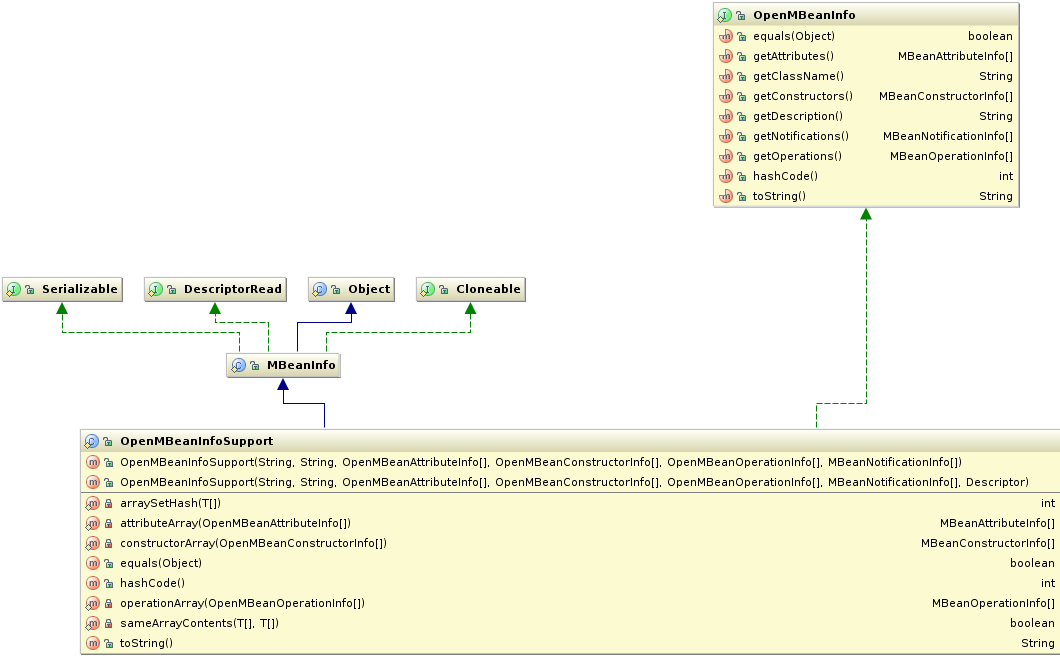 OpenMBeanInfo
equals(Object) boolean
getAttributes() MBeanAttributeInfo[]
getClassName() String
getConstructors() MBeanConstructorInfo[]
getDescription() String
getNotifications() MBeanNotificationInfo[]
getOperations() MBeanOperationInfo[]
hashCode() int
toString() String
Serializable DescriptorRead Object Cloneable
MBeanInfo
OpenMBeanInfoSupport
OpenMBeanInfoSupport(String, String, OpenMBeanAttributeInfo[], OpenMBeanConstructorInfo[], OpenMBeanOperationInfo[], MBeanNotificationInfo[])
OpenMBeanInfoSupport(String, String, OpenMBeanAttributeInfo[], OpenMBeanConstructorInfo[], OpenMBeanOperationInfo[], MBeanNotificationInfo[], Descriptor)
arraySetHash(T[]) int
attributeArray(OpenMBeanAttributeInfo[]) MBeanAttributeInfo[]
constructorArray(OpenMBeanConstructorInfo[]) MBeanConstructorInfo[]
equals(Object) boolean
hashCode() int
operationArray(OpenMBeanOperationInfo[]) MBeanOperationInfo[]
sameArrayContents(T[], T[]) boolean
toString() String